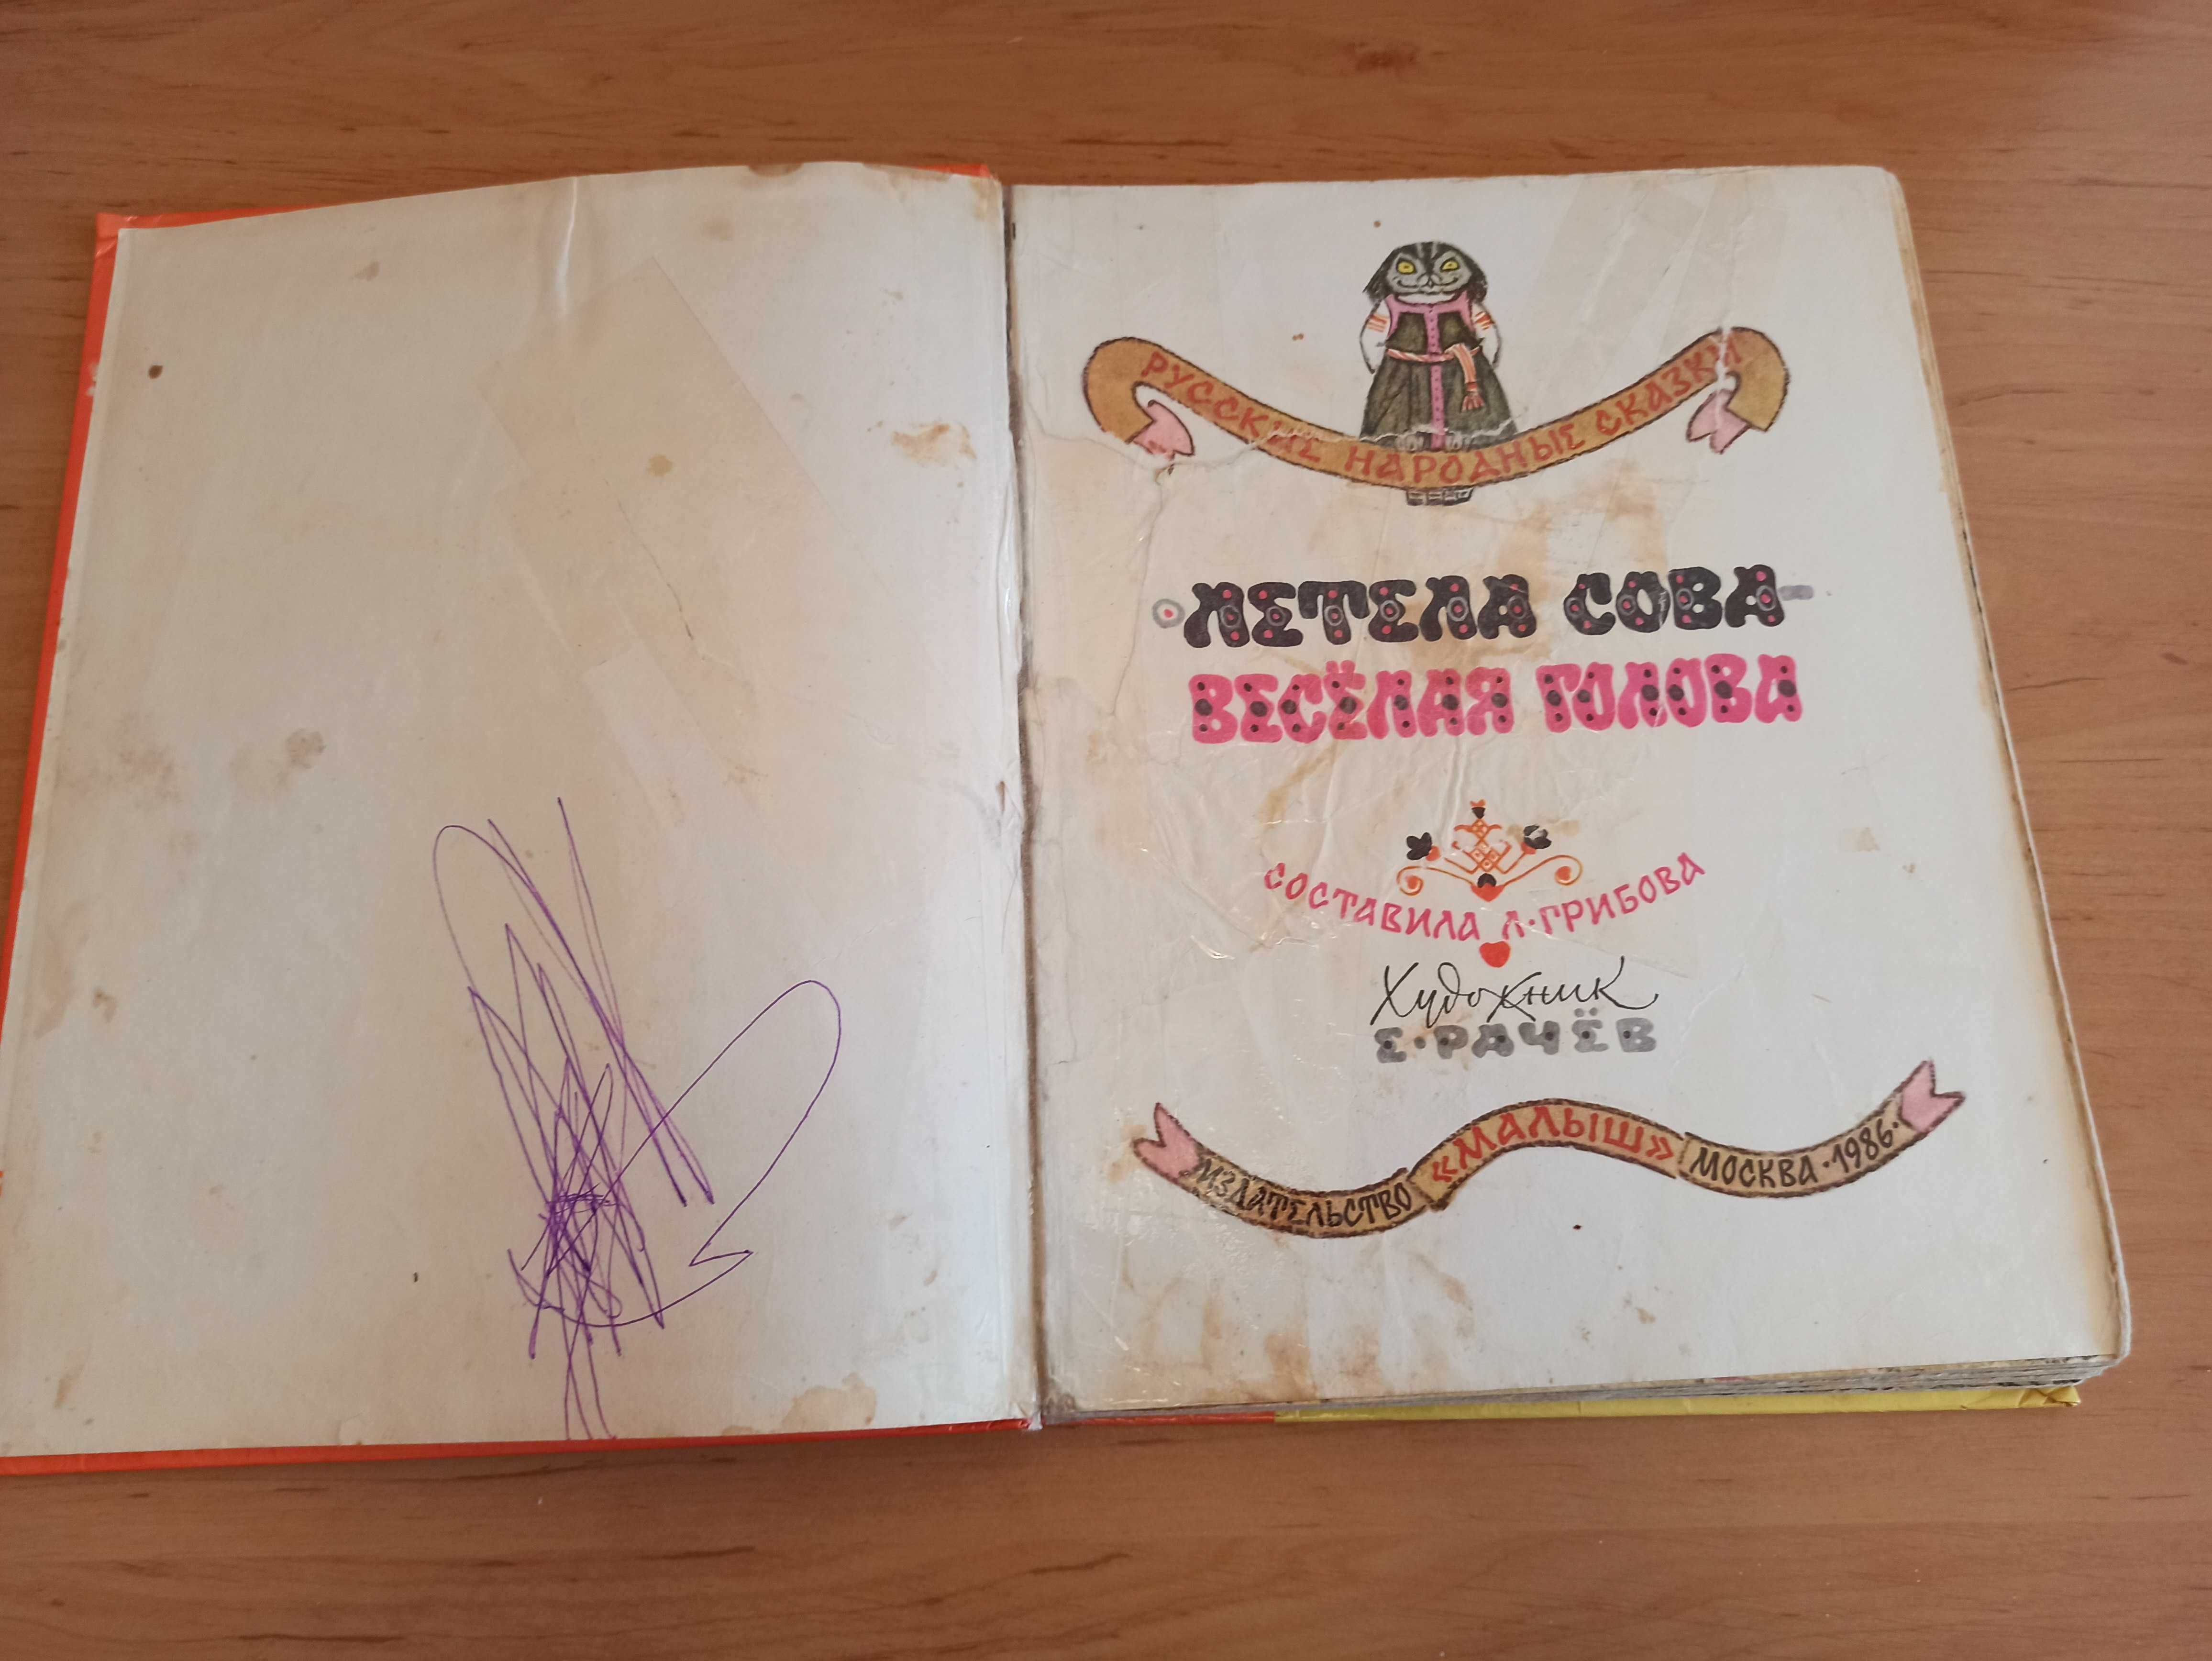 РУССКИЕ НАРОДНЫЕ СКАЗКИ
ЛЕТЕЛА СОВА-
ВЕСЁЛАЯ ГОЛОВА
СОСТАВИЛА Л·ГРИБОВА
Художник
Е·РАЧЁВ
ИЗДАТЕЛЬСТВО «МАЛЫШ» МОСКВА·1986·